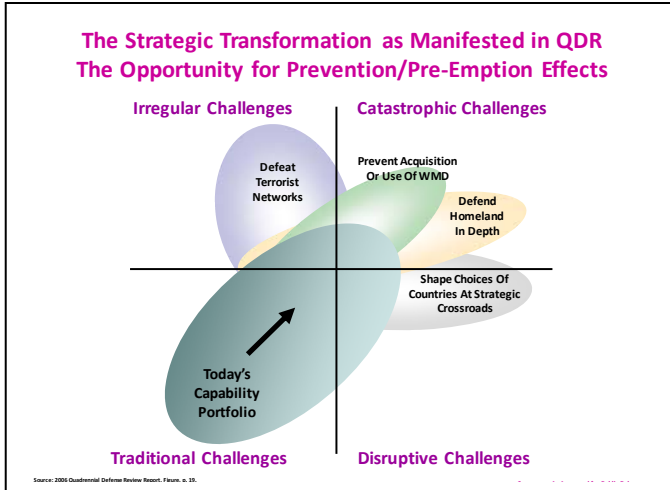 The Strategic Transformation as Manifested in QDR
The Opportunity for Prevention/Pre-Emption Effects
Irregular Challenges
Catastrophic Challenges
Defeat
Terrorist
Networks
Prevent Acquisition
Or Use Of WMD
Defend
Homeland
In Depth
Shape Choices Of
Countries At Strategic
Crossroads
Today's
Capability
Portfolio
Traditional Challenges
Disruptive Challenges
Source: 2006 Quadrennial Defense Review Report, Figure, p. 19.